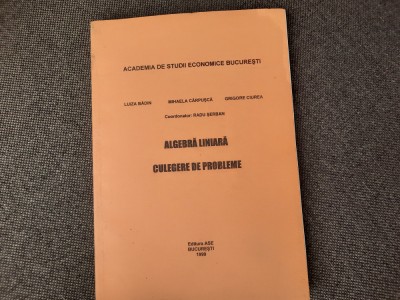 ACADEMIA DE STUDII ECONOMICE BUCUREŞTI
LUIZA BĂDIN MIHAELA CĂRPUŞCĂ GRIGORE CIUREA
Coordonator: RADU ŞERBAN
ALGEBRĂ LINIARĂ
CULEGERE DE PROBLEME
Editura ASE
BUCUREŞTI